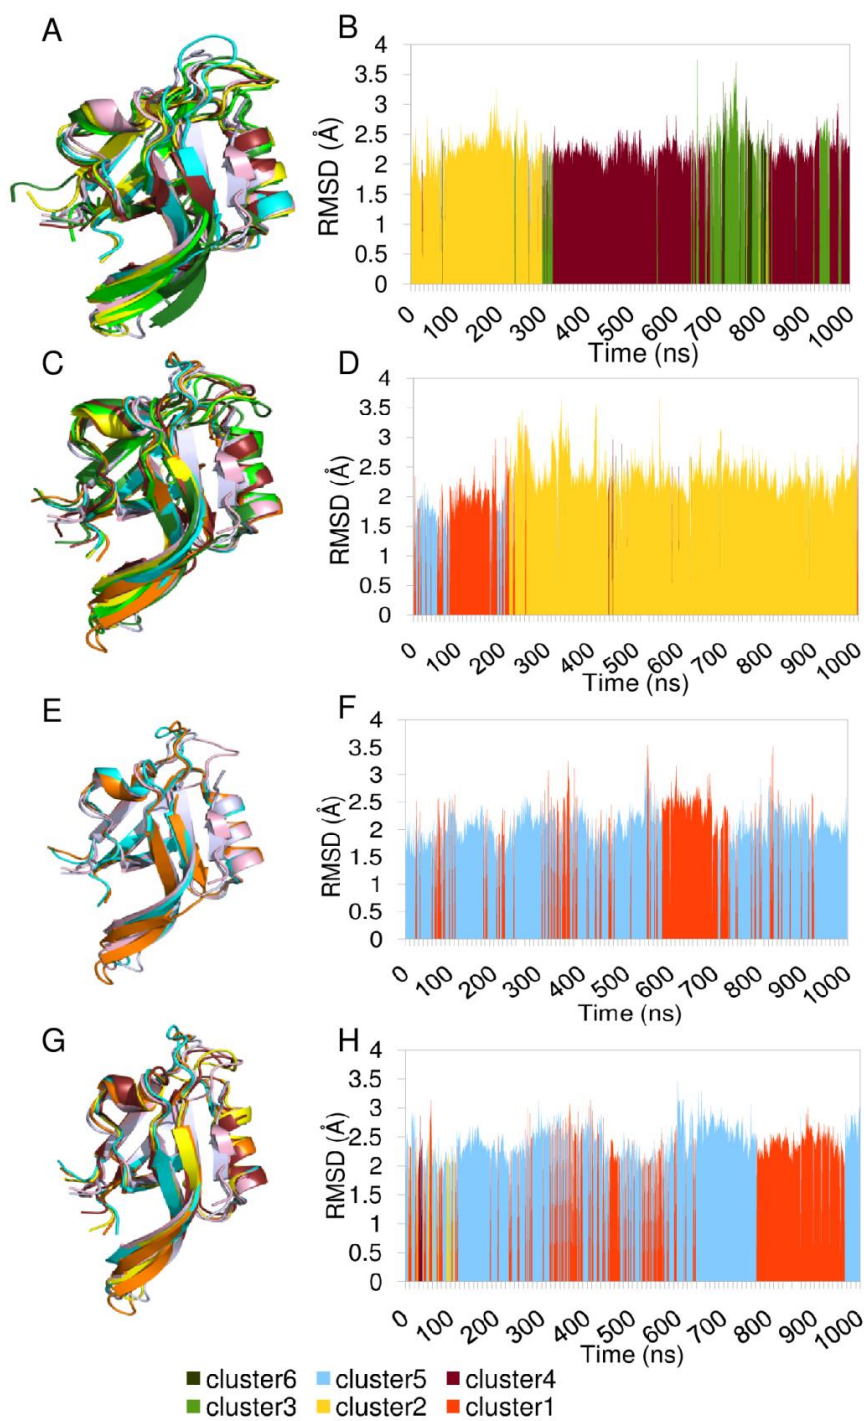 A
B
4
3.5
3
2.5
2
1.5
1
0.5
0
RMSD (Å)
0 100 200 300 400 500 600 700 800 900 1000
Time (ns)
C
D
4
3.5
3
2.5
2
1.5
1
0.5
0
RMSD (Å)
0 100 200 300 400 500 600 700 800 900 1000
Time (ns)
E
F
4
3.5
3
2.5
2
1.5
1
0.5
0
RMSD (Å)
0 100 200 300 400 500 600 700 800 900 1000
Time (ns)
G
H
4
3.5
3
2.5
2
1.5
1
0.5
0
RMSD (Å)
0 100 200 300 400 500 600 700 800 900 1000
Time (ns)
cluster6 cluster5 cluster4
cluster3 cluster2 cluster1